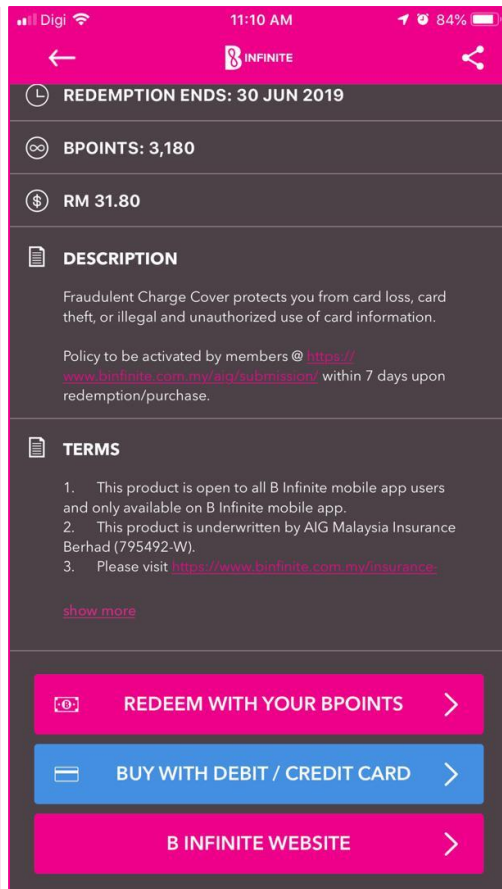 Digi 11:10 AM 84%
B INFINITE
REDEMPTION ENDS: 30 JUN 2019
BPOINTS: 3,180
RM 31.80
DESCRIPTION
Fraudulent Charge Cover protects you from card loss, card
theft, or illegal and unauthorized use of card information.
Policy to be activated by members @ https://
www.binfinite.com.my/aig/submission/ within 7 days upon
redemption/purchase.
TERMS
1. This product is open to all B Infinite mobile app users
and only available on B Infinite mobile app.
2. This product is underwritten by AIG Malaysia Insurance
Berhad (795492-W).
3. Please visit https://www.binfinite.com.my/insurance-
show more
REDEEM WITH YOUR BPOINTS
BUY WITH DEBIT / CREDIT CARD
B INFINITE WEBSITE